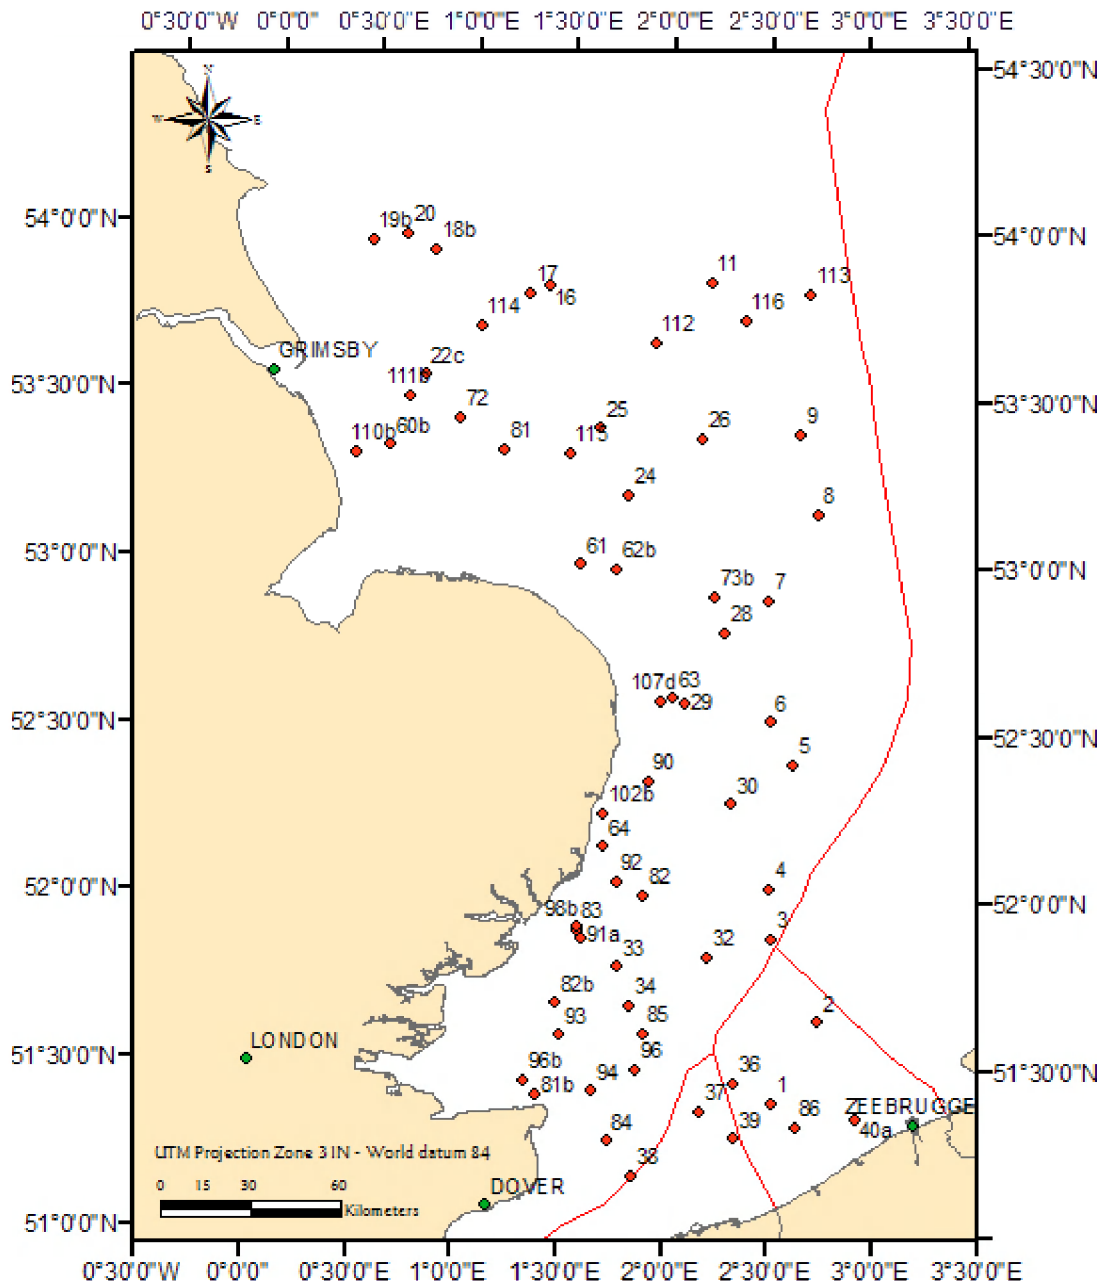 0°30'0"W 0°0'0" 0°30'0"E 1°0'0"E 1°30'0"E 2°0'0"E 2°30'0"E 3°0'0"E 3°30'0"E
54°30'0"N
N
W E
S
54°0'0"N
19b 20 18b
54°0'0"N
11 113
17
16
114 116
112
GRIMSBY
22c
53°30'0"N
111b
53°30'0"N
72 25 9
110b 60b 81 115 26
24
8
53°0'0"N
61 62b
53°0'0"N
73b 7
28
107d 63
29
52°30'0"N
6
52°30'0"N
5
90
102b 30
64
92
82
52°0'0"N
4
52°0'0"N
98b 83
3
91a 33 32
82b 34
2
93 85
LONDON
51°30'0"N
96
51°30'0"N
96b 94 36
81b 37 1
ZEEBRUGGE
84 39 86 40a
UTM Projection Zone 31N - World datum 84
38
0 15 30 60
Kilometers
DOVER
51°0'0"N
0°30'0"W 0°0'0" 0°30'0"E 1°0'0"E 1°30'0"E 2°0'0"E 2°30'0"E 3°0'0"E